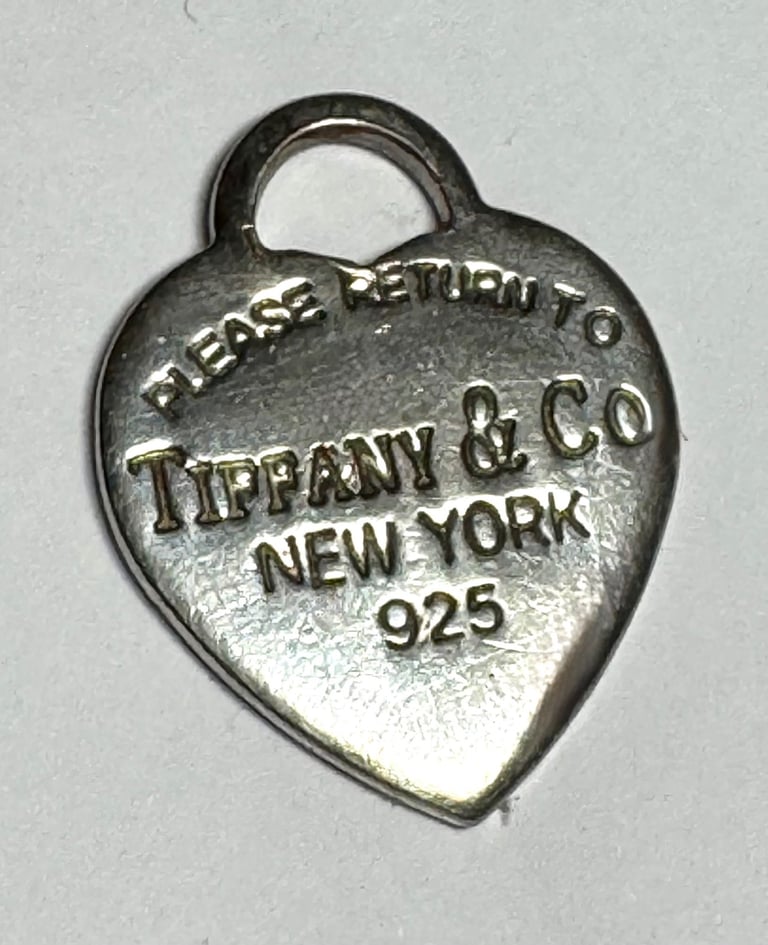 PLEASE RETURN TO
TIFFANY & CO
NEW YORK
925